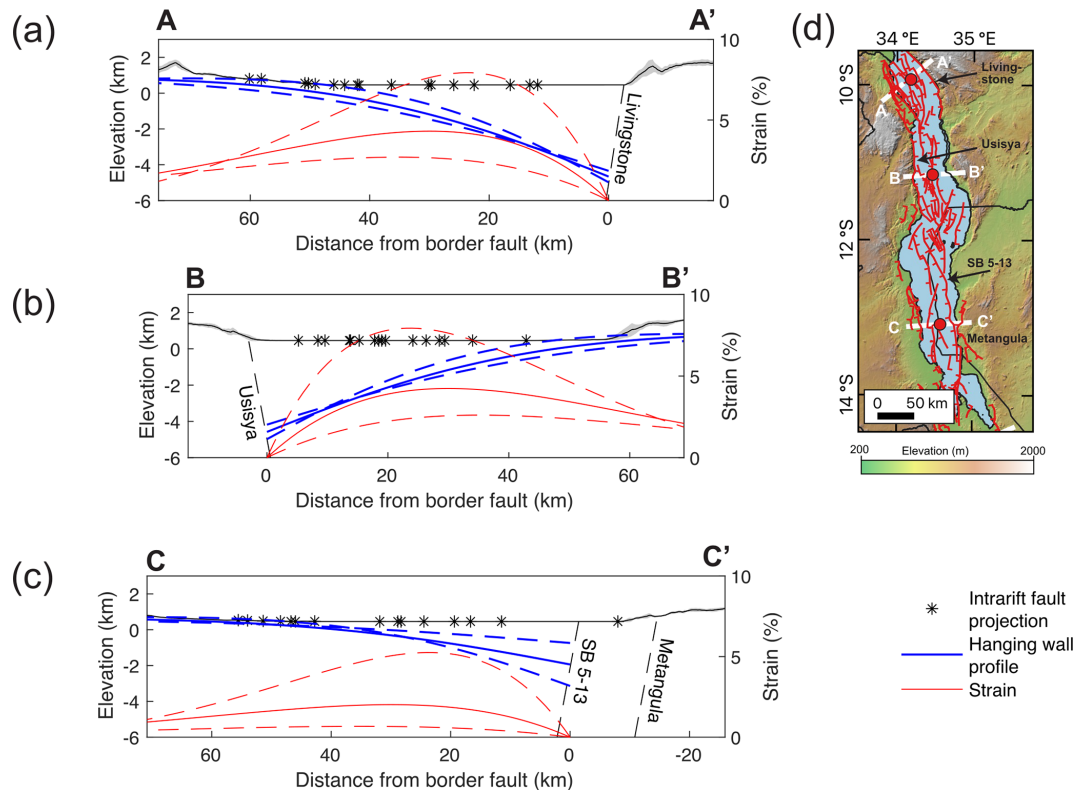 (a)
A
A’
2
0
-2
-4
-6
Elevation (km)
10
5
0
Strain (%)
Livingstone
60
40
20
0
Distance from border fault (km)
(b)
B
B’
2
0
-2
-4
-6
Elevation (km)
10
5
0
Strain (%)
Usisya
0
20
40
60
Distance from border fault (km)
(c)
C
C’
2
0
-2
-4
-6
Elevation (km)
10
5
0
Strain (%)
SB 5-13
Metangula
60
40
20
0
-20
Distance from border fault (km)
(d)
34 °E
35 °E
10°S
12°S
14°S
A
A’
Living-
stone
Usisya
B
B’
SB 5-13
C
C’
Metangula
0
50 km
Elevation (m)
200
2000
Intrarift fault
projection
Hanging wall
profile
Strain